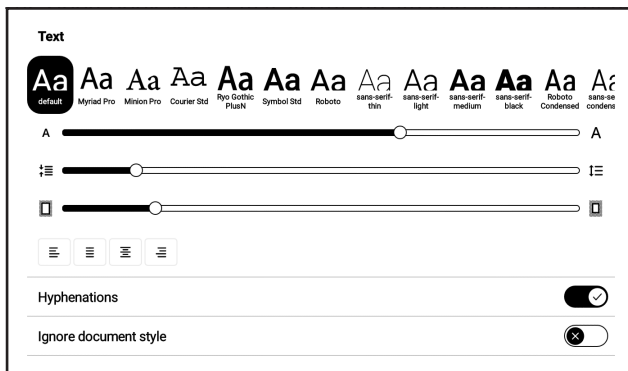 Text
Aa Aa Aa Aa Aa Aa Aa Aa Aa Aa Aa Aa Aa
default Myriad Pro Minion Pro Courier Std Ryo Gothic PlusN Symbol Std Roboto sans-serif-thin sans-serif-light sans-serif-medium sans-serif-black Roboto Condensed
A A
Hyphenations
Ignore document style